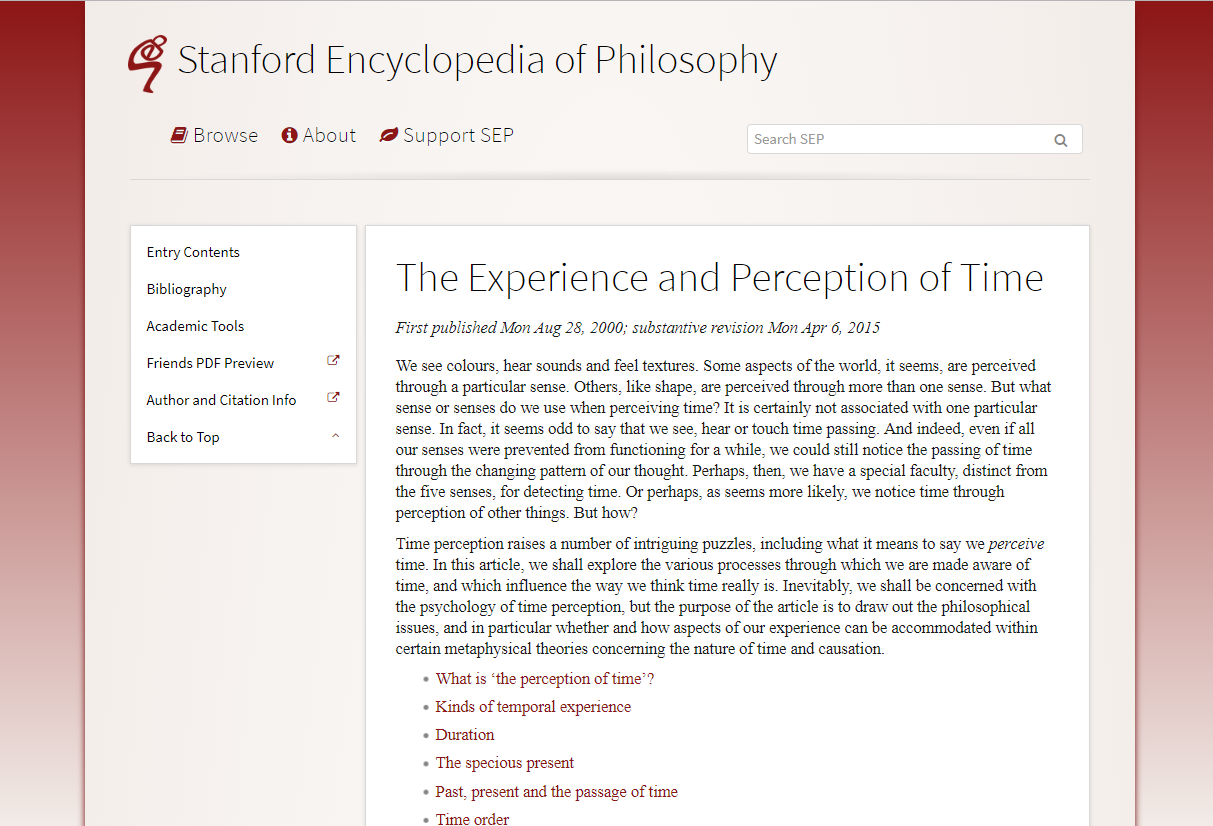 Stanford Encyclopedia of Philosophy
Browse About Support SEP
Search SEP
Entry Contents
Bibliography
Academic Tools
Friends PDF Preview
Author and Citation Info
Back to Top
The Experience and Perception of Time
First published Mon Aug 28, 2000; substantive revision Mon Apr 6, 2015
We see colours, hear sounds and feel textures. Some aspects of the world, it seems, are perceived
through a particular sense. Others, like shape, are perceived through more than one sense. But what
sense or senses do we use when perceiving time? It is certainly not associated with one particular
sense. In fact, it seems odd to say that we see, hear or touch time passing. And indeed, even if all
our senses were prevented from functioning for a while, we could still notice the passing of time
through the changing pattern of our thought. Perhaps, then, we have a special faculty, distinct from
the five senses, for detecting time. Or perhaps, as seems more likely, we notice time through
perception of other things. But how?
Time perception raises a number of intriguing puzzles, including what it means to say we perceive
time. In this article, we shall explore the various processes through which we are made aware of
time, and which influence the way we think time really is. Inevitably, we shall be concerned with
the psychology of time perception, but the purpose of the article is to draw out the philosophical
issues, and in particular whether and how aspects of our experience can be accommodated within
certain metaphysical theories concerning the nature of time and causation.
• What is ‘the perception of time’?
• Kinds of temporal experience
• Duration
• The specious present
• Past, present and the passage of time
• Time order